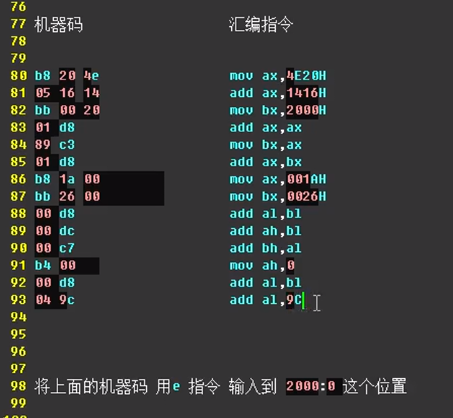 76
77 机器码 汇编指令
78
79
80 b8 20 4e mov ax,4E20H
81 05 16 14 add ax,1416H
82 bb 00 20 mov bx,2000H
83 01 d8 add ax,ax
84 89 c3 mov bx,ax
85 01 d8 add ax,bx
86 b8 1a 00 mov ax,001AH
87 bb 26 00 mov bx,0026H
88 00 d8 add al,bl
89 00 dc add ah,bl
90 00 c7 add bh,al
91 b4 00 mov ah,0
92 00 d8 add al,bl
93 04 9c add al,9C
94
95
96
97
98 将上面的机器码 用e 指令 输入到 2000:0 这个位置
99